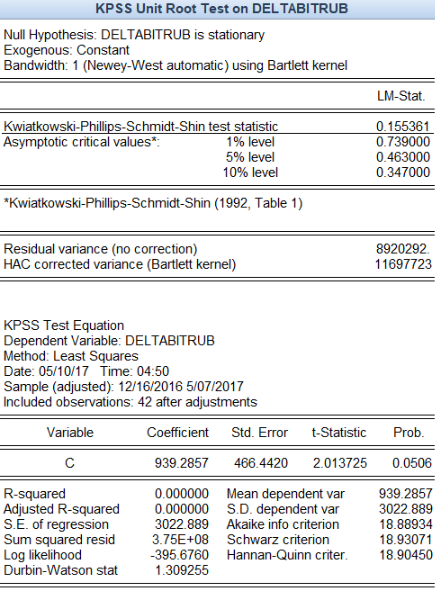 KPSS Unit Root Test on DELTABITRUB
Null Hypothesis: DELTABITRUB is stationary
Exogenous: Constant
Bandwidth: 1 (Newey-West automatic) using Bartlett kernel
LM-Stat.
Kwiatkowski-Phillips-Schmidt-Shin test statistic 0.155361
Asymptotic critical values*: 1% level 0.739000
5% level 0.463000
10% level 0.347000
*Kwiatkowski-Phillips-Schmidt-Shin (1992, Table 1)
Residual variance (no correction) 8920292.
HAC corrected variance (Bartlett kernel) 11697723
KPSS Test Equation
Dependent Variable: DELTABITRUB
Method: Least Squares
Date: 05/10/17 Time: 04:50
Sample (adjusted): 12/16/2016 5/07/2017
Included observations: 42 after adjustments
Variable Coefficient Std. Error t-Statistic Prob.
C 939.2857 466.4420 2.013725 0.0506
R-squared 0.000000 Mean dependent var 939.2857
Adjusted R-squared 0.000000 S.D. dependent var 3022.889
S.E. of regression 3022.889 Akaike info criterion 18.88934
Sum squared resid 3.75E+08 Schwarz criterion 18.93071
Log likelihood -395.6760 Hannan-Quinn criter. 18.90450
Durbin-Watson stat 1.309255